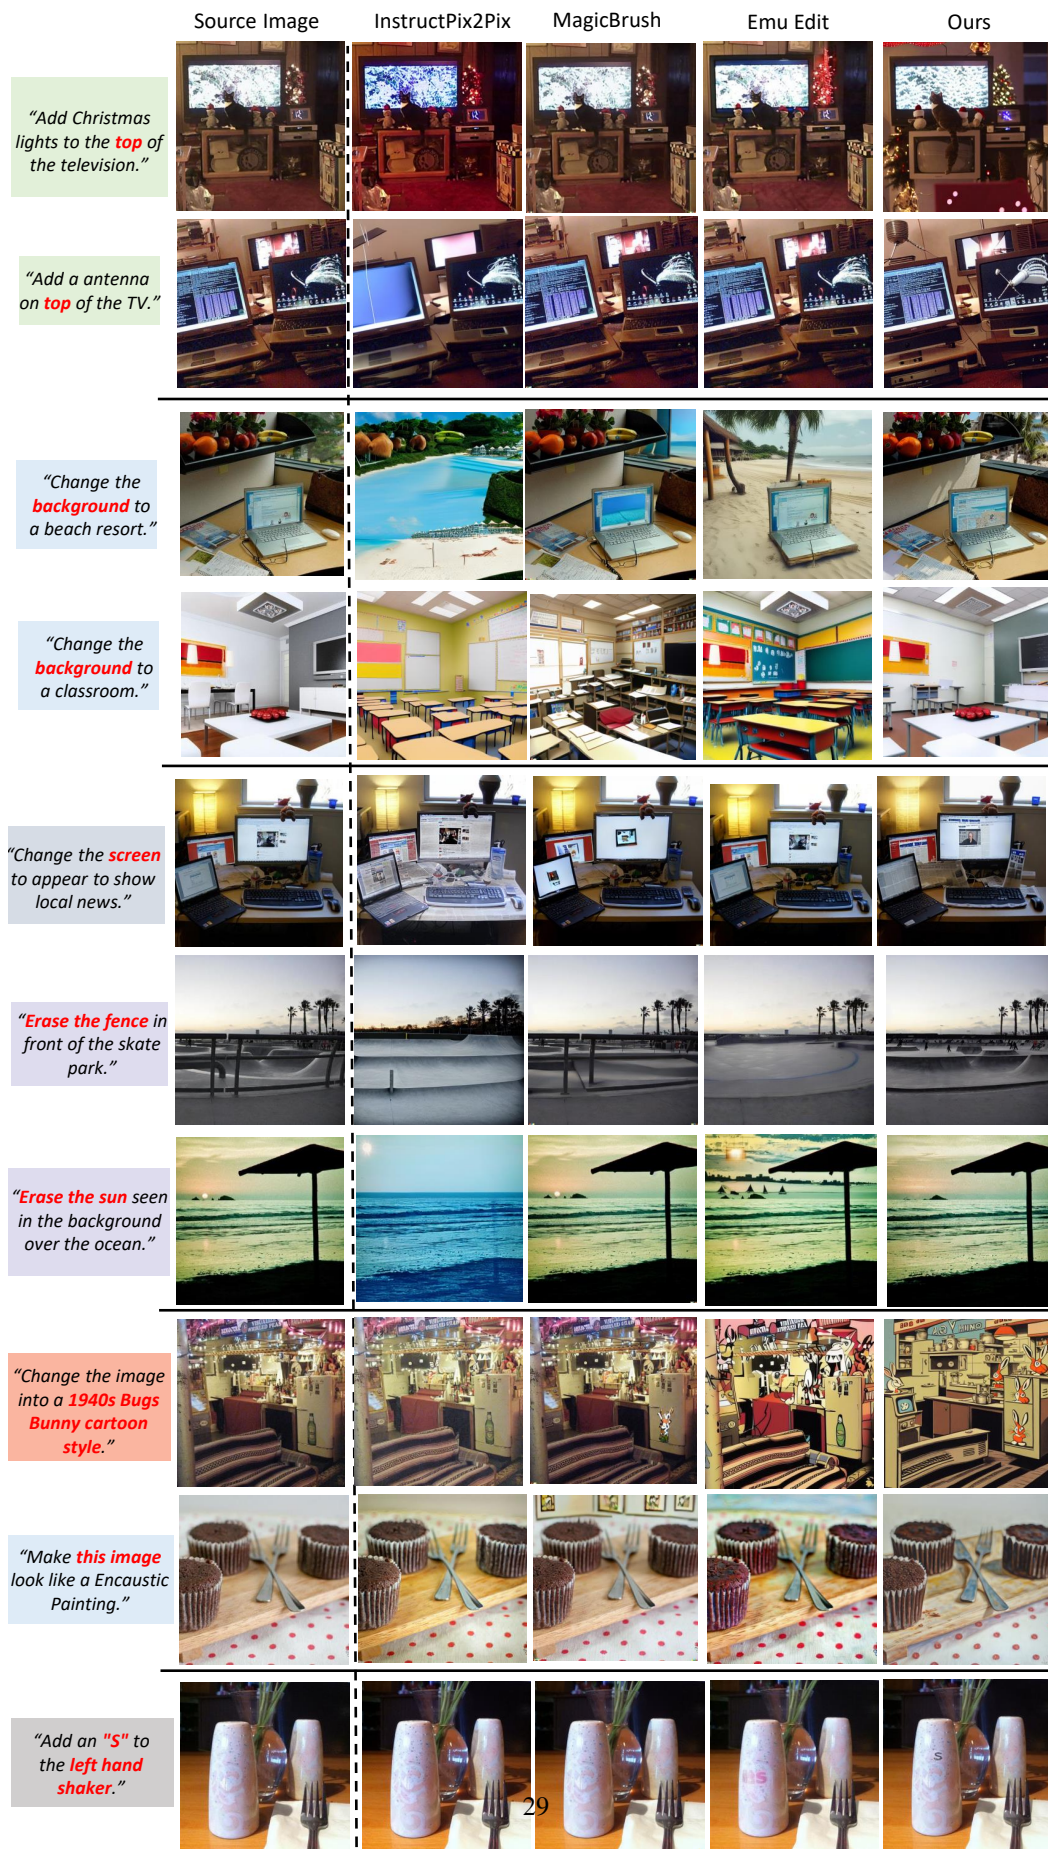 Source Image InstructPix2Pix MagicBrush Emu Edit Ours
“Add Christmas
lights to the top of
the television.”
“Add a antenna
on top of the TV.”
“Change the
background to
a beach resort.”
“Change the
background to
a classroom.”
“Change the screen
to appear to show
local news.”
“Erase the fence in
front of the skate
park.”
“Erase the sun seen
in the background
over the ocean.”
“Change the image
into a 1940s Bugs
Bunny cartoon
style.”
“Make this image
look like a Encaustic
Painting.”
“Add an "S" to
the left hand
shaker.”
S
29